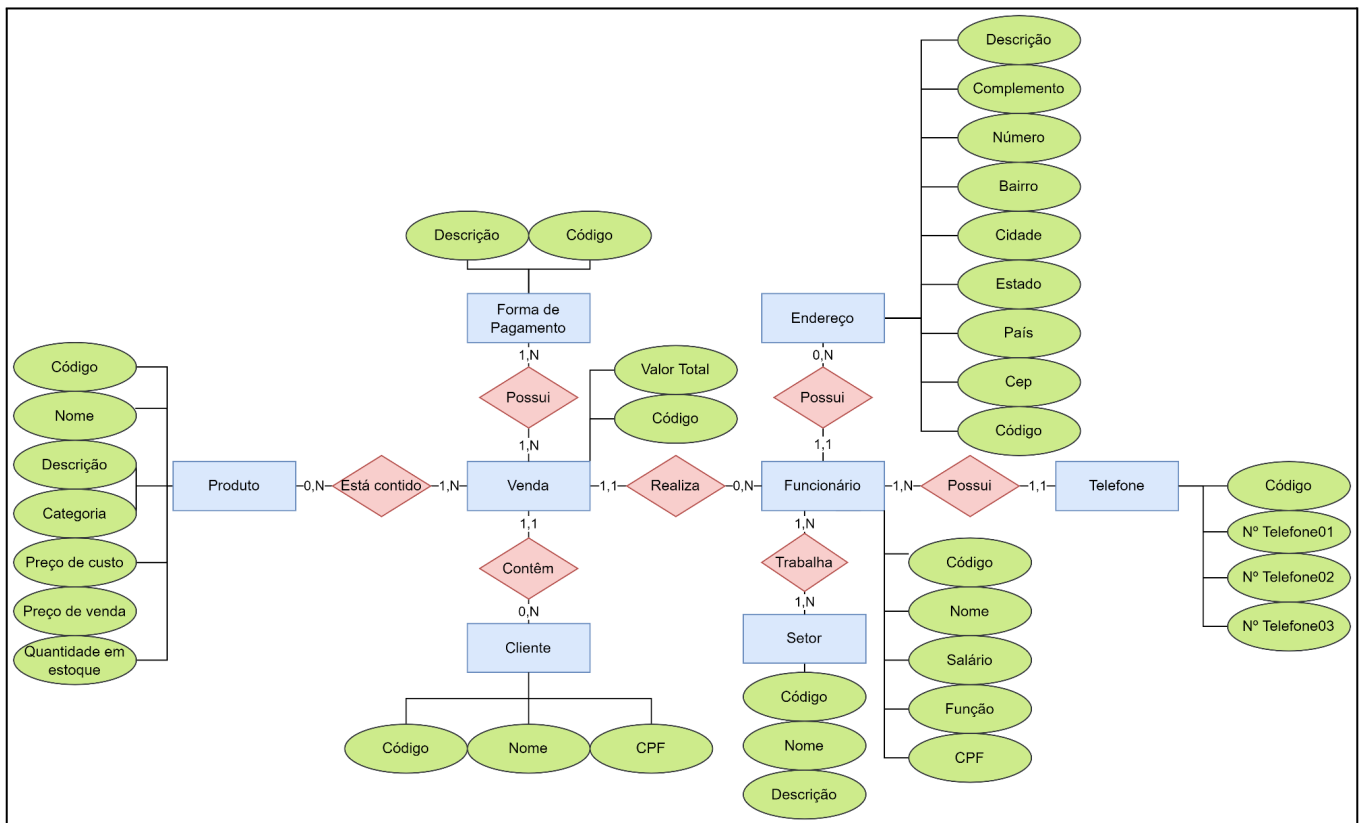 Descrição
Complemento
Número
Bairro
Cidade
Estado
País
Cep
Código
Descrição
Código
Forma de
Pagamento
1,N
Possui
1,N
Endereço
0,N
Possui
1,1
Valor Total
Código
Código
Nome
Descrição
Categoria
Preço de custo
Preço de venda
Quantidade em
estoque
Produto
0,N
Está contido
1,N
Venda
1,1
Realiza
0,N
Funcionário
1,N
Possui
1,1
Telefone
Código
Nº Telefone01
Nº Telefone02
Nº Telefone03
1,1
Contêm
0,N
Cliente
Código
Nome
CPF
1,N
Trabalha
1,N
Setor
Código
Nome
Descrição
Código
Nome
Salário
Função
CPF